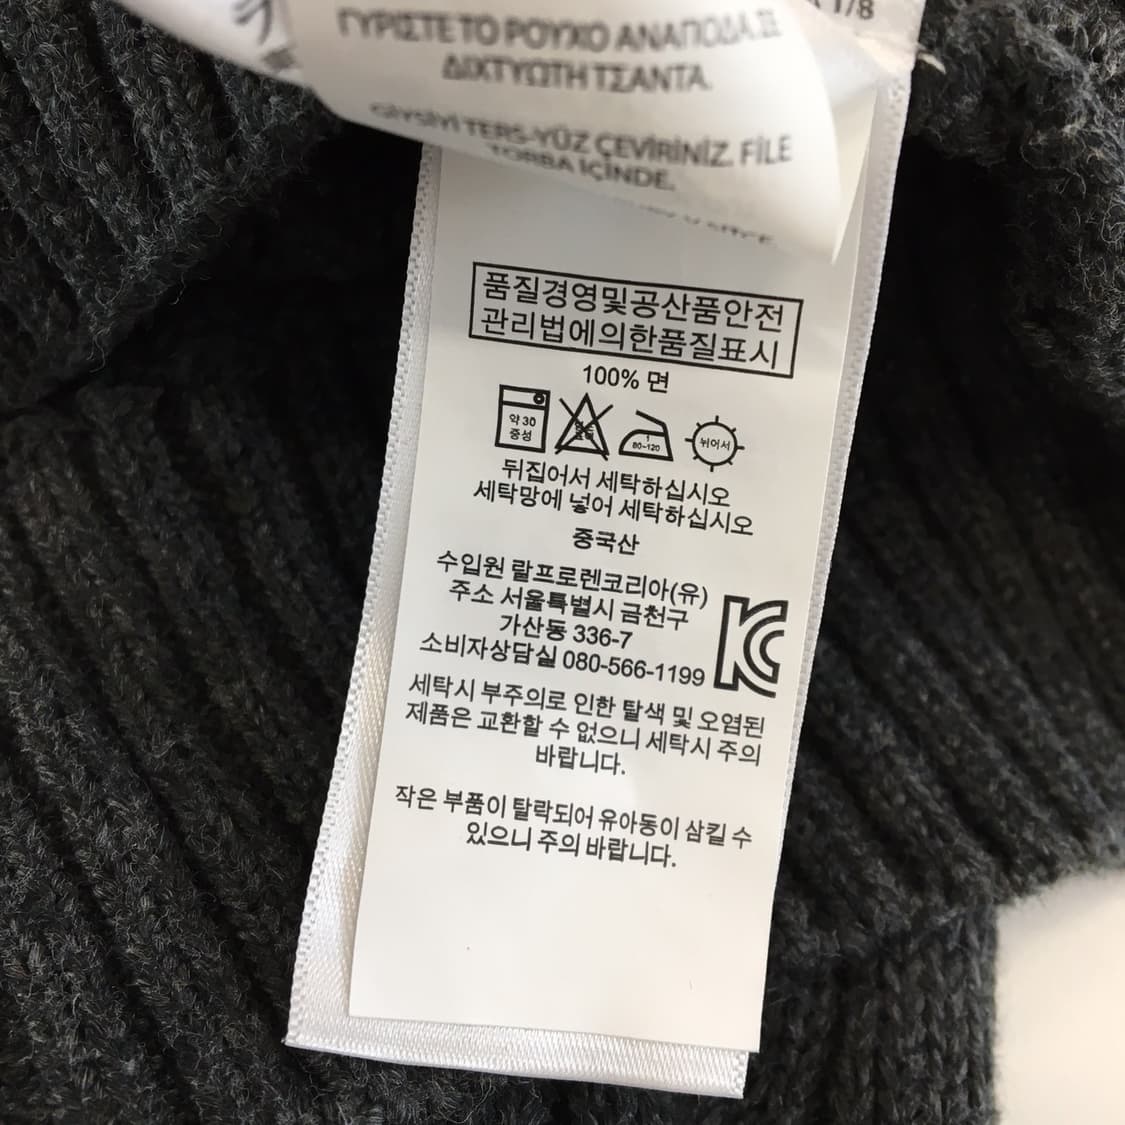 1/8
ΓΥΡΙΣΤΕ ΤΟ ΡΟΥΧΟ ΑΝΑΠΟΔΑ. ΣΕ
ΔΙΧΤΥΩΤΗ ΤΣΑΝΤΑ.
GİYSİYİ TERS-YÜZ ÇEVİRİNİZ. FİLE
TORBA İÇİNDE.
품질경영및공산품안전
관리법에의한품질표시
100% 면
약 30
중성
1
80~120
뉘어서
뒤집어서 세탁하십시오
세탁망에 넣어 세탁하십시오
중국산
수입원 랄프로렌코리아(유)
주소 서울특별시 금천구
가산동 336-7
소비자상담실 080-566-1199
세탁시 부주의로 인한 탈색 및 오염된
제품은 교환할 수 없으니 세탁시 주의
바랍니다.
작은 부품이 탈락되어 유아동이 삼킬 수
있으니 주의 바랍니다.